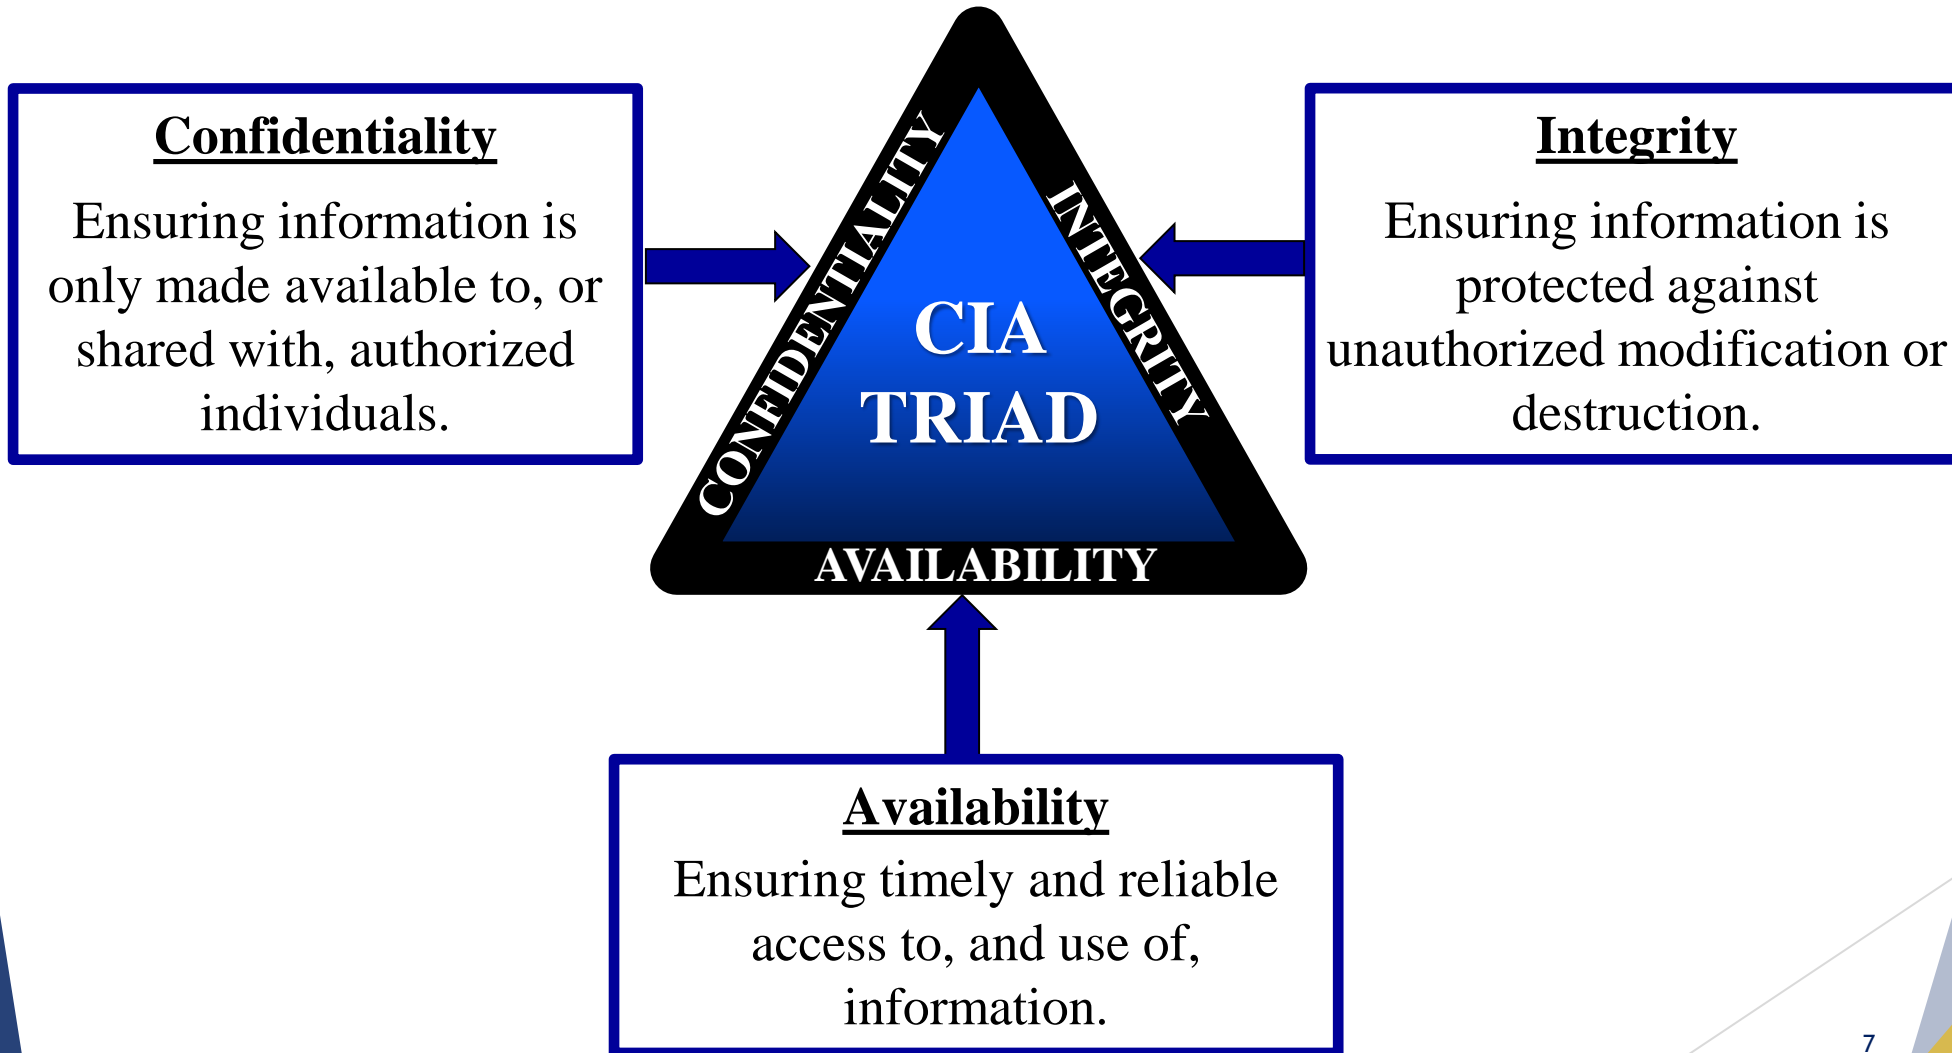 Confidentiality
Ensuring information is
only made available to, or
shared with, authorized
individuals.
CONFIDENTIALITY
INTEGRITY
CIA
TRIAD
AVAILABILITY
Integrity
Ensuring information is
protected against
unauthorized modification or
destruction.
Availability
Ensuring timely and reliable
access to, and use of,
information.
7